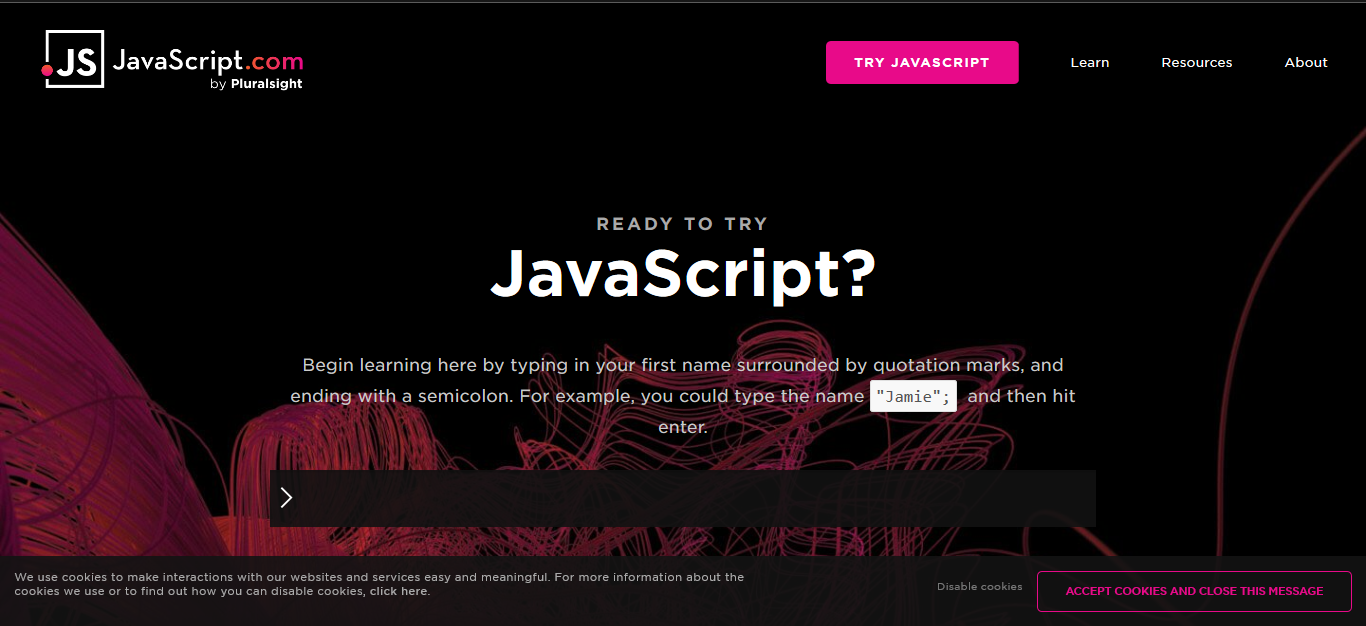 JS JavaScript.com
by Pluralsight
TRY JAVASCRIPT
Learn
Resources
About
READY TO TRY
JavaScript?
Begin learning here by typing in your first name surrounded by quotation marks, and
ending with a semicolon. For example, you could type the name "Jamie"; and then hit
enter.
We use cookies to make interactions with our websites and services easy and meaningful. For more information about the
cookies we use or to find out how you can disable cookies, click here.
Disable cookies
ACCEPT COOKIES AND CLOSE THIS MESSAGE